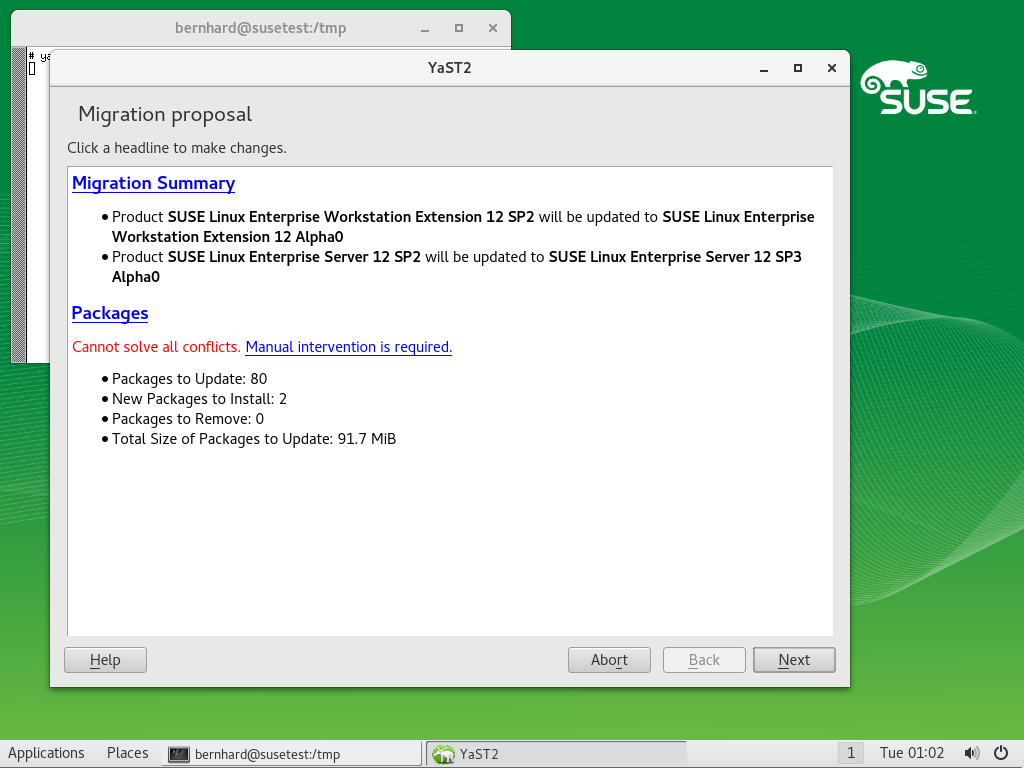 bernhard@susetest:/tmp
# ya
YaST2
SUSE
Migration proposal
Click a headline to make changes.
Migration Summary
• Product SUSE Linux Enterprise Workstation Extension 12 SP2 will be updated to SUSE Linux Enterprise
Workstation Extension 12 Alpha0
• Product SUSE Linux Enterprise Server 12 SP2 will be updated to SUSE Linux Enterprise Server 12 SP3
Alpha0
Packages
Cannot solve all conflicts. Manual intervention is required.
• Packages to Update: 80
• New Packages to Install: 2
• Packages to Remove: 0
• Total Size of Packages to Update: 91.7 MiB
Help Abort Back Next
Applications Places bernhard@susetest:/tmp YaST2 1 Tue 01:02